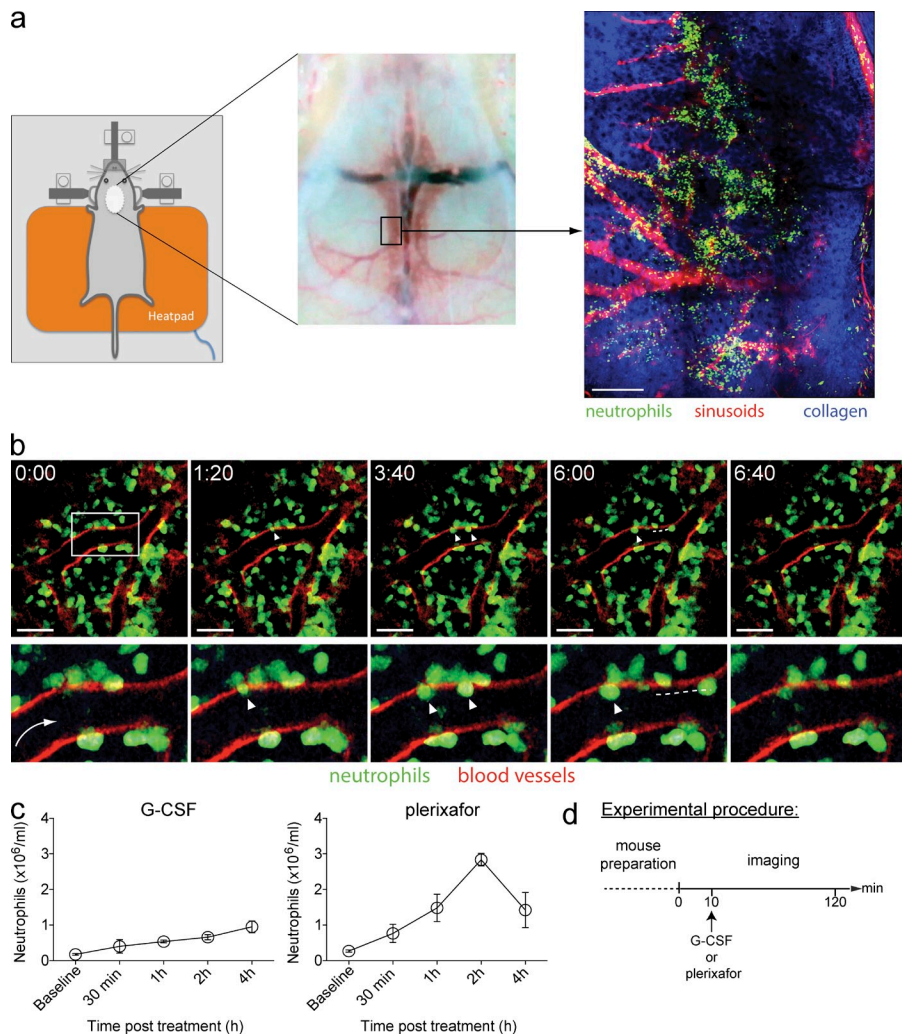 a
Heatpad
neutrophils sinusoids collagen
b
0:00 1:20 3:40 6:00 6:40
neutrophils blood vessels
c
G-CSF
plerixafor
Neutrophils (x10⁶/ml)
4
3
2
1
0
Baseline
30 min
1h
2h
4h
Time post treatment (h)
Neutrophils (x10⁶/ml)
4
3
2
1
0
Baseline
30 min
1h
2h
4h
Time post treatment (h)
d
Experimental procedure:
mouse
preparation
imaging
min
0 10 120
G-CSF
or
plerixafor